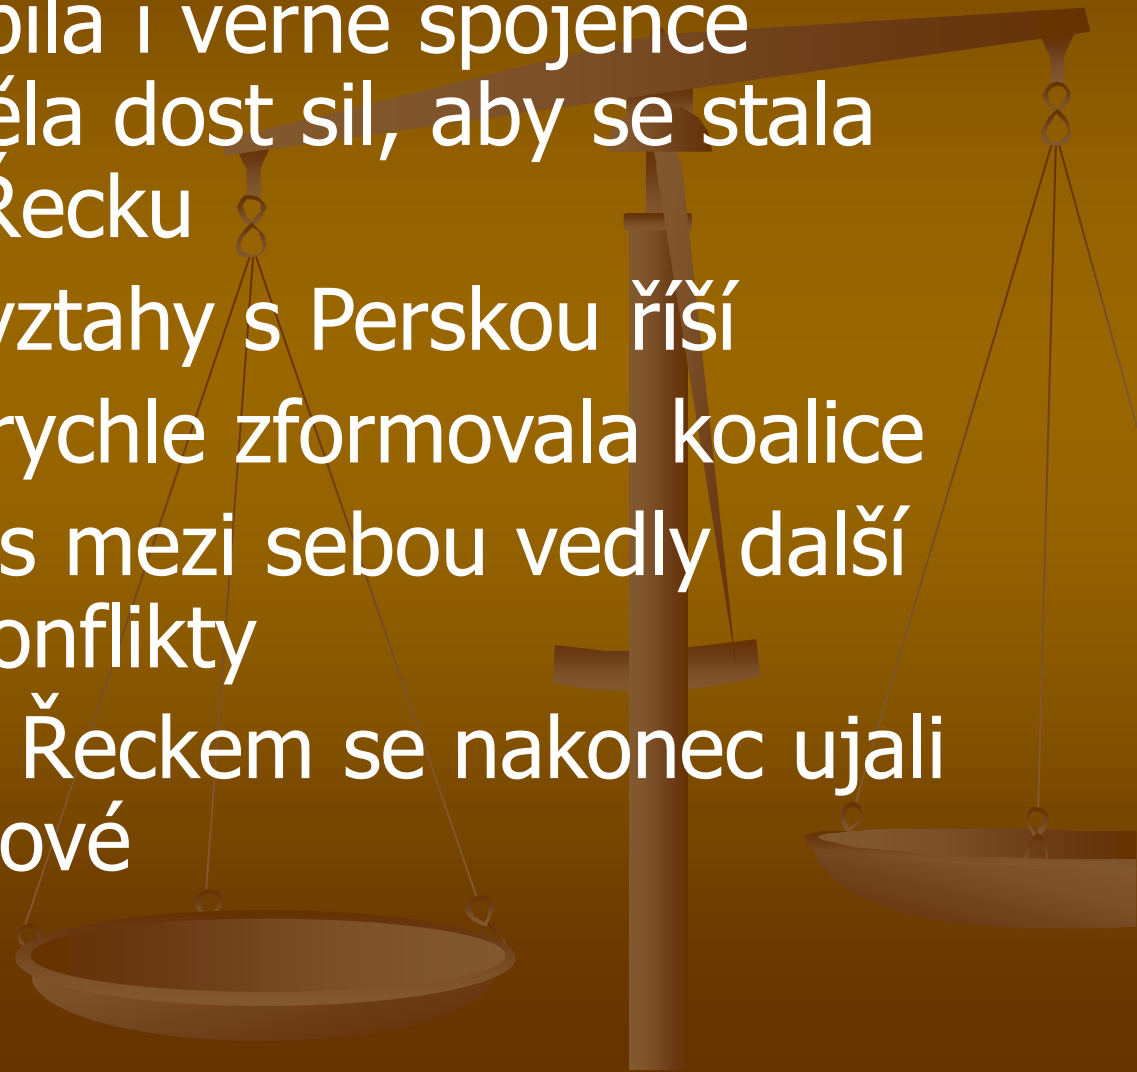 bila i věrné spojence
ěla dost sil, aby se stala
Řecku
vztahy s Perskou říší
rychle zformovala koalice
s mezi sebou vedly další
onflikty
Řeckem se nakonec ujali
ové